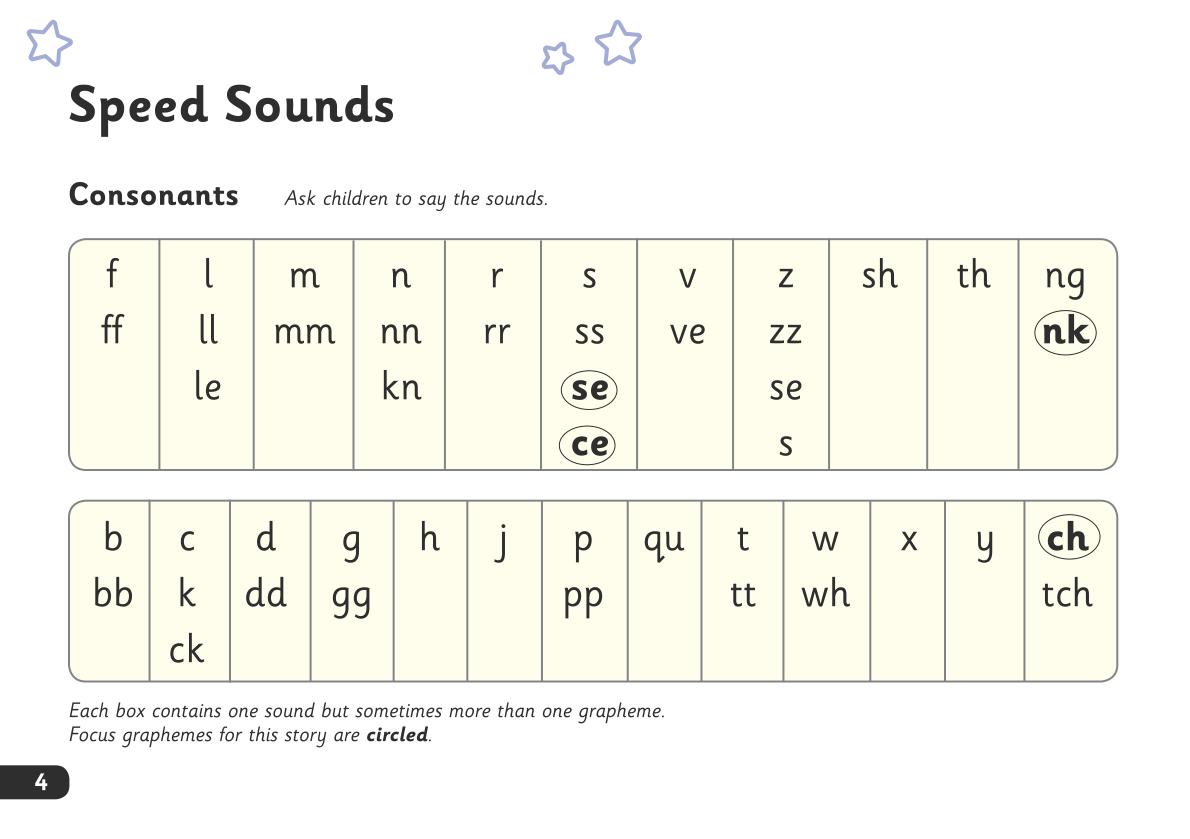 Speed Sounds
Consonants Ask children to say the sounds.
f l m n r s v z sh th ng
ff ll mm nn rr ss ve zz nk
le kn se se
ce s
b c d g h j p qu t w x y ch
bb k dd gg pp tt wh tch
ck
Each box contains one sound but sometimes more than one grapheme.
Focus graphemes for this story are circled.
4